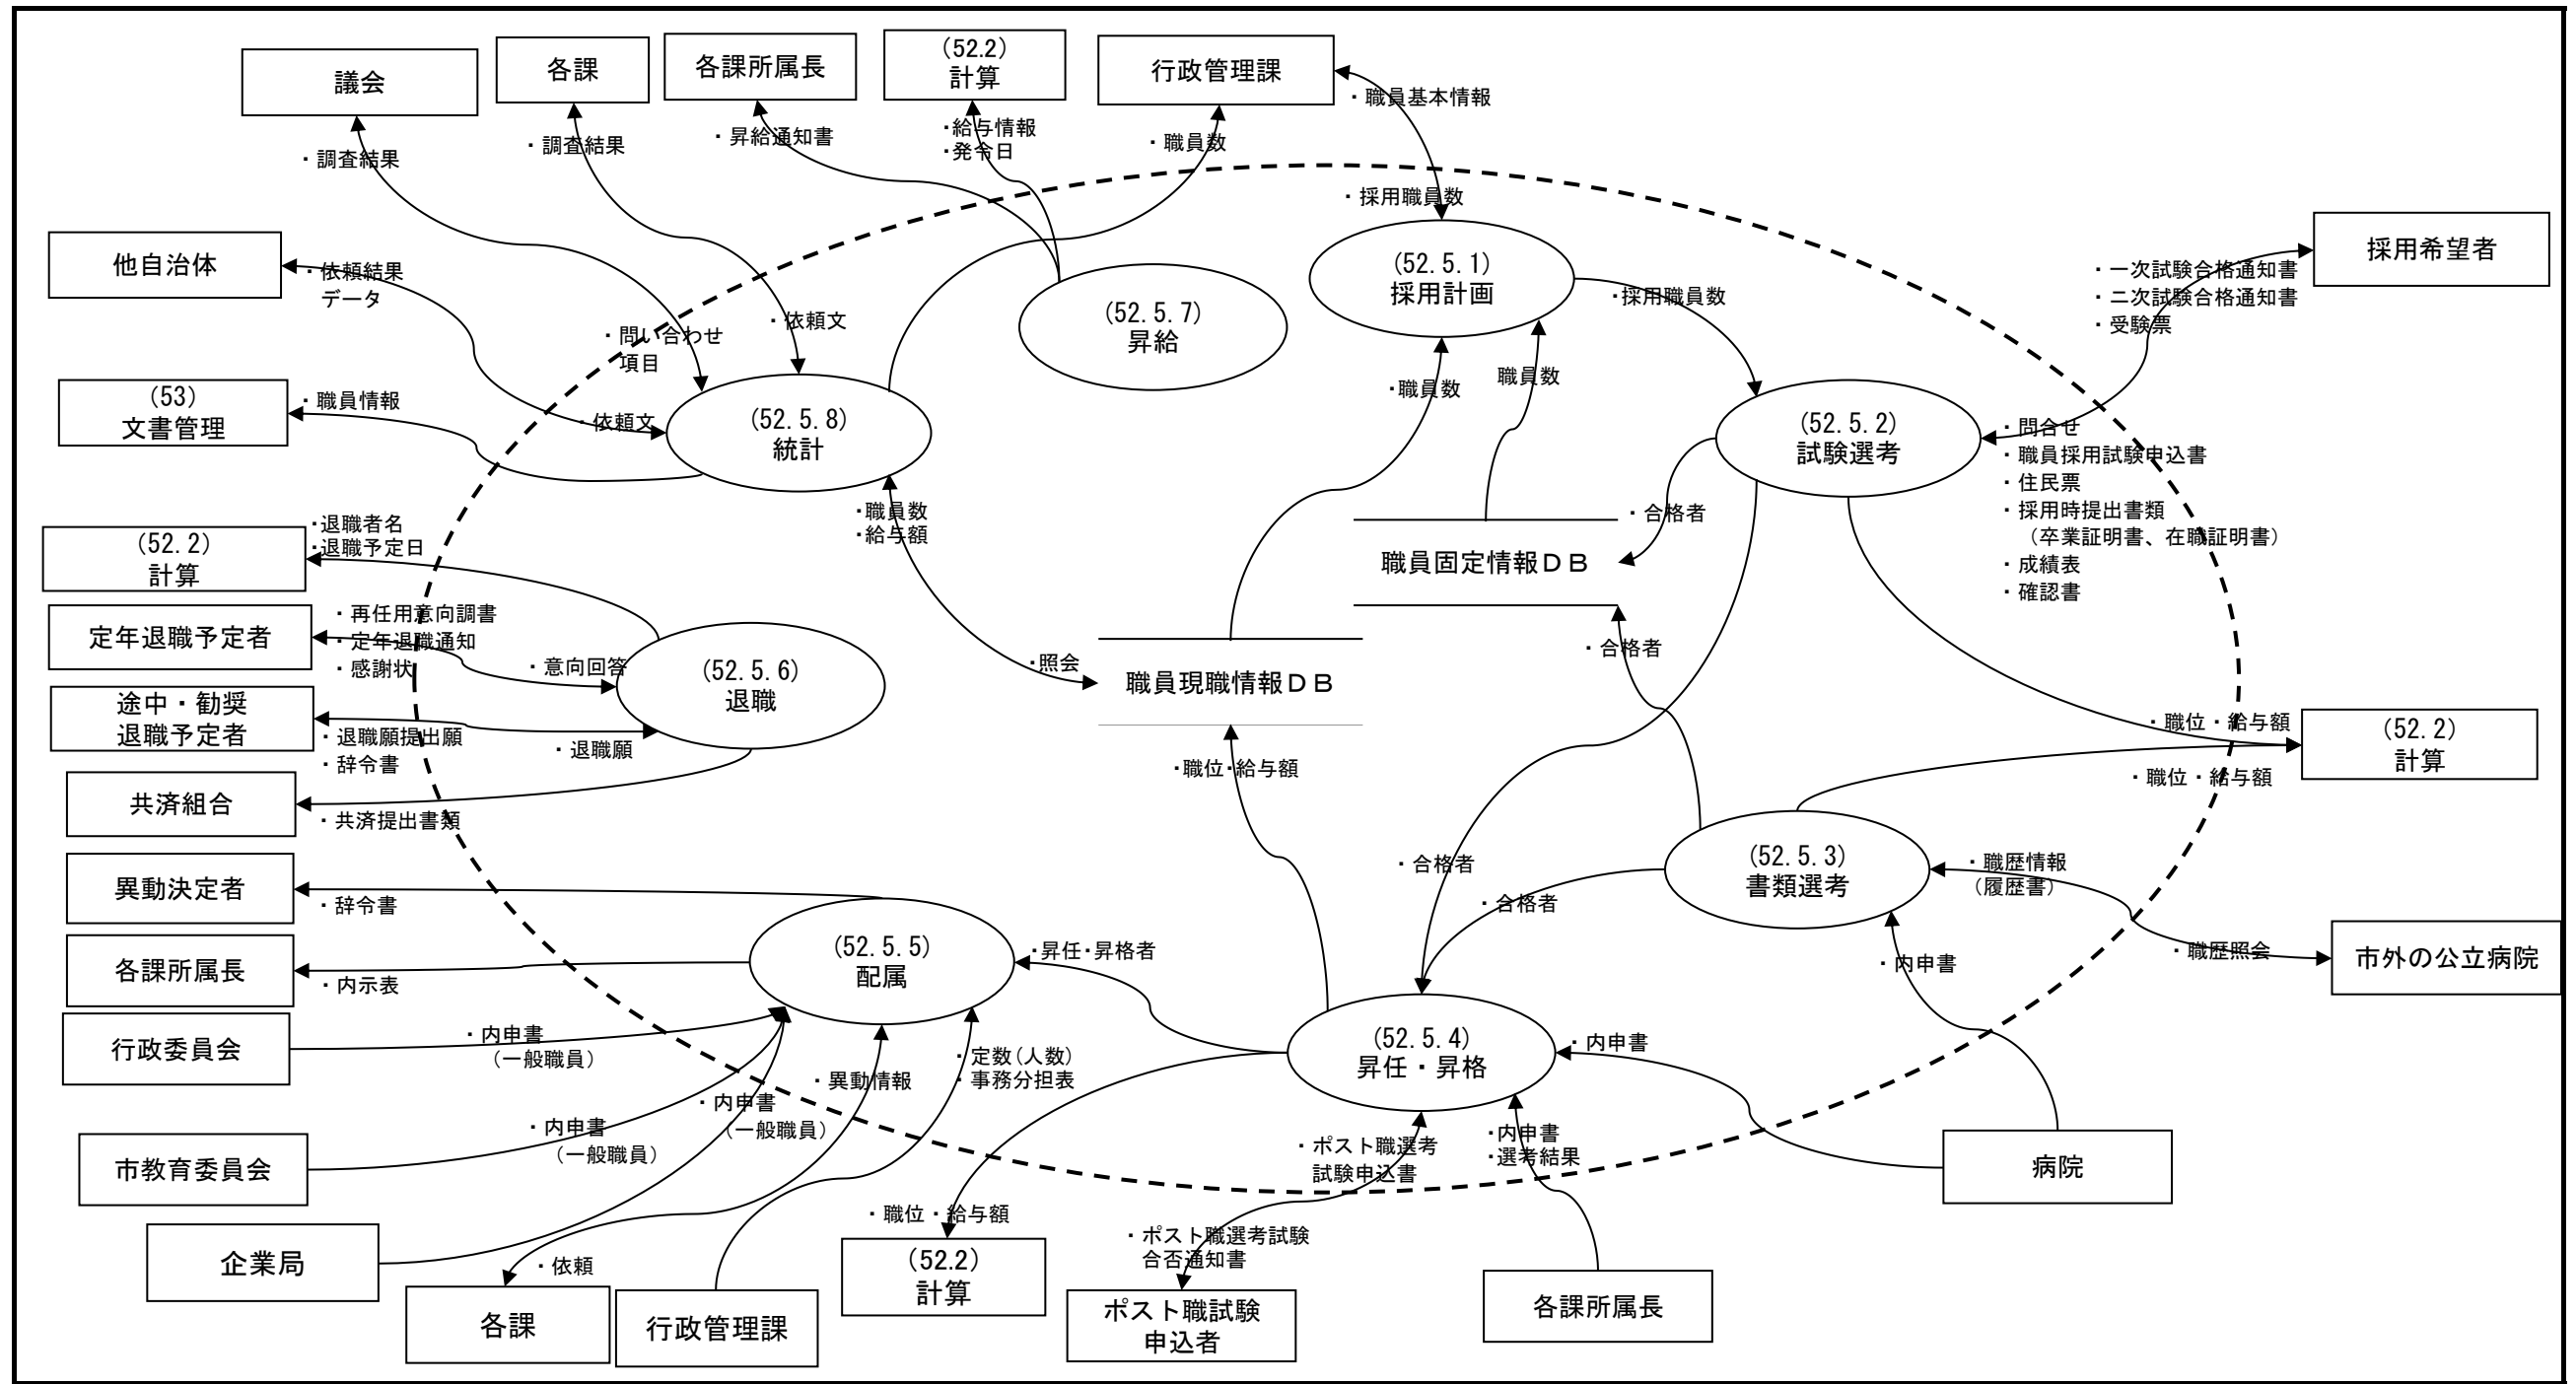 議会
各課
各課所属長
(52.2)
計算
行政管理課
・職員基本情報
・調査結果
・調査結果
・昇給通知書
・給与情報
・発令日
・職員数
・採用職員数
他自治体
・依頼結果
データ
・問い合わせ
項目
・依頼文
(52.5.7)
昇給
(52.5.1)
採用計画
・採用職員数
採用希望者
・一次試験合格通知書
・二次試験合格通知書
・受験票
(53)
文書管理
・職員情報
・依頼文
(52.5.8)
統計
・職員数
職員数
(52.5.2)
試験選考
・問合せ
・職員採用試験申込書
・住民票
・採用時提出書類
（卒業証明書、在職証明書）
・成績表
・確認書
・職員数
・給与額
・合格者
職員固定情報ＤＢ
(52.2)
計算
・退職者名
・退職予定日
定年退職予定者
・再任用意向調書
・定年退職通知
・感謝状
・意向回答
(52.5.6)
退職
・照会
職員現職情報ＤＢ
・合格者
途中・勧奨
退職予定者
・退職願提出願
・辞令書
・退職願
・職位・給与額
・職位・給与額
(52.2)
計算
・職位・給与額
共済組合
・共済提出書類
異動決定者
・辞令書
・合格者
・合格者
(52.5.3)
書類選考
・職歴情報
（履歴書）
各課所属長
・内示表
(52.5.5)
配属
・昇任・昇格者
・内申書
・職歴照会
市外の公立病院
行政委員会
・内申書
（一般職員）
・定数(人数)
・事務分担表
(52.5.4)
昇任・昇格
・内申書
・異動情報
・内申書
（一般職員）
市教育委員会
・内申書
（一般職員）
・ポスト職選考
試験申込書
・内申書
・選考結果
病院
・職位・給与額
・ポスト職選考試験
合否通知書
企業局
・依頼
各課
行政管理課
(52.2)
計算
ポスト職試験
申込者
各課所属長